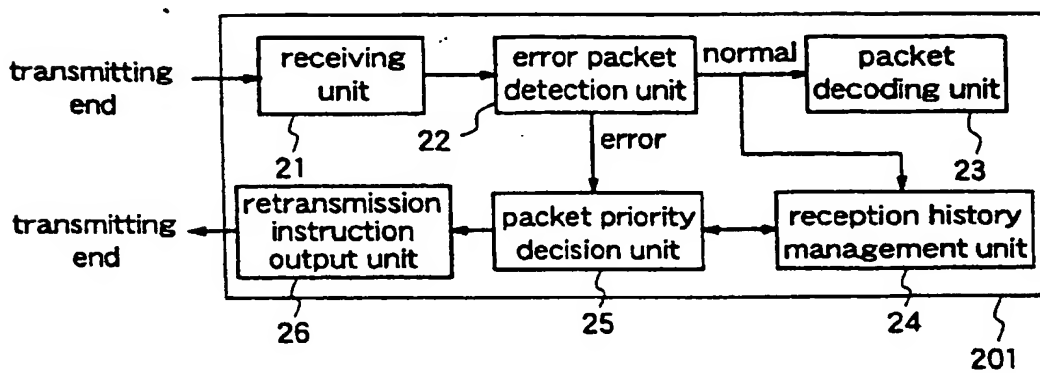 transmitting
end
receiving
unit
21
error packet
detection unit
22
normal
packet
decoding unit
23
error
transmitting
end
retransmission
instruction
output unit
26
packet priority
decision unit
25
reception history
management unit
24
201